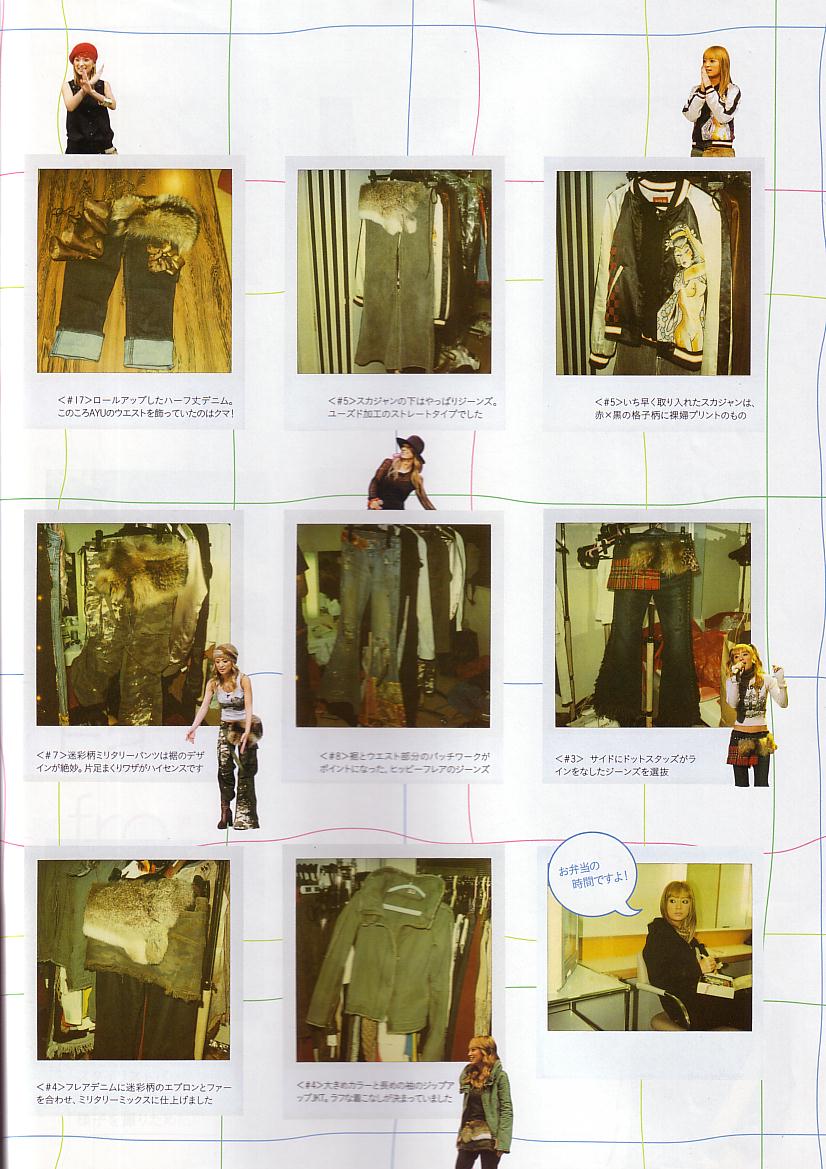 <#17>ロールアップしたハーフ丈デニム。
このころAYUのウエストを飾っていたのはクマ！
<#5>スカジャンの下はやっぱりジーンズ。
ユーズド加工のストレートタイプでした
<#5>いち早く取り入れたスカジャンは、
赤×黒の格子柄に裸婦プリントのもの
<#7>迷彩柄ミリタリーパンツは裾のデザ
インが絶妙。片足まくりワザがハイセンスです
<#8>裾とウエスト部分のパッチワークが
ポイントになった、ヒッピーフレアのジーンズ
<#3> サイドにドットスタッズがラ
インをなしたジーンズを選抜
<#4>フレアデニムに迷彩柄のエプロンとファー
を合わせ、ミリタリーミックスに仕上げました
<#4>大きめカラーと長めの袖のジップア
ップJKT。ラフな着こなしが決まっていました
お弁当の
時間ですよ！